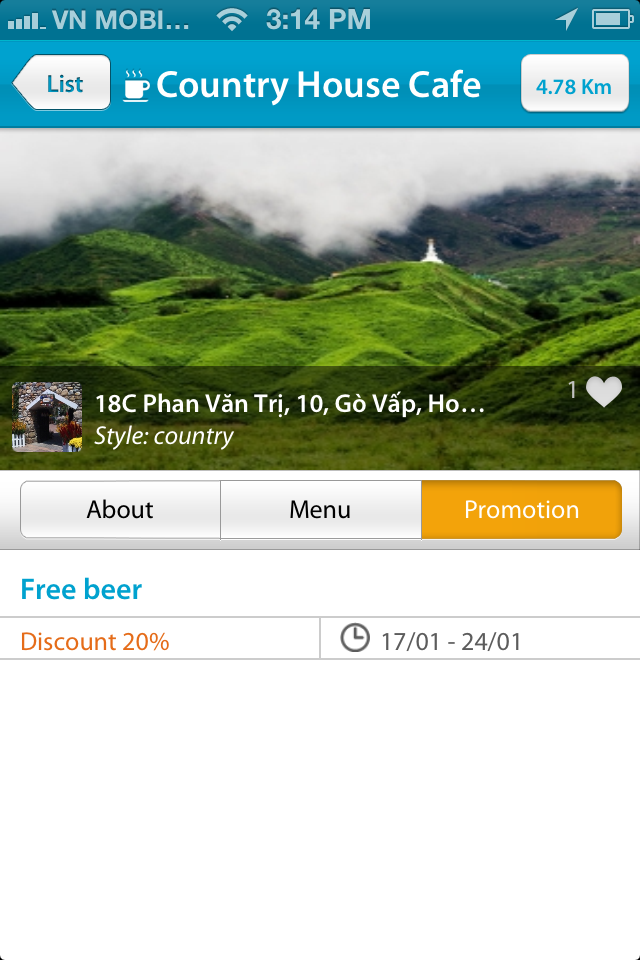 VN MOBI... 3:14 PM
List
Country House Cafe
4.78 Km
18C Phan Văn Trị, 10, Gò Vấp, Ho...
1
Style: country
About
Menu
Promotion
Free beer
Discount 20%
17/01 - 24/01